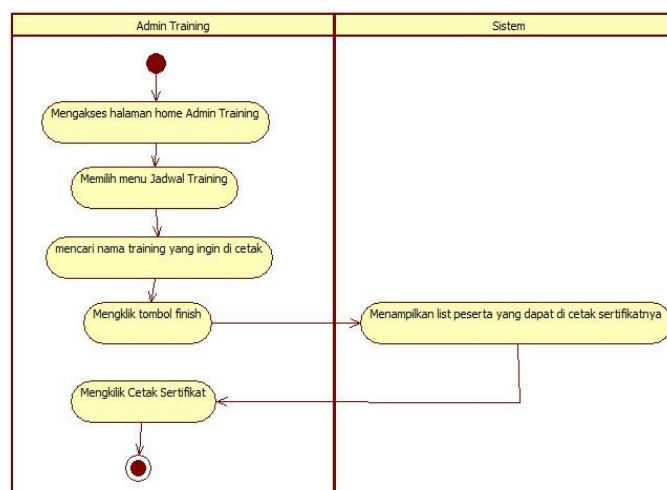 Admin Training
Sistem
Mengakses halaman home Admin Training
Memilih menu Jadwal Training
mencari nama training yang ingin di cetak
Mengklik tombol finish
Menampilkan list peserta yang dapat di cetak sertifikatnya
Mengkilik Cetak Sertifikat